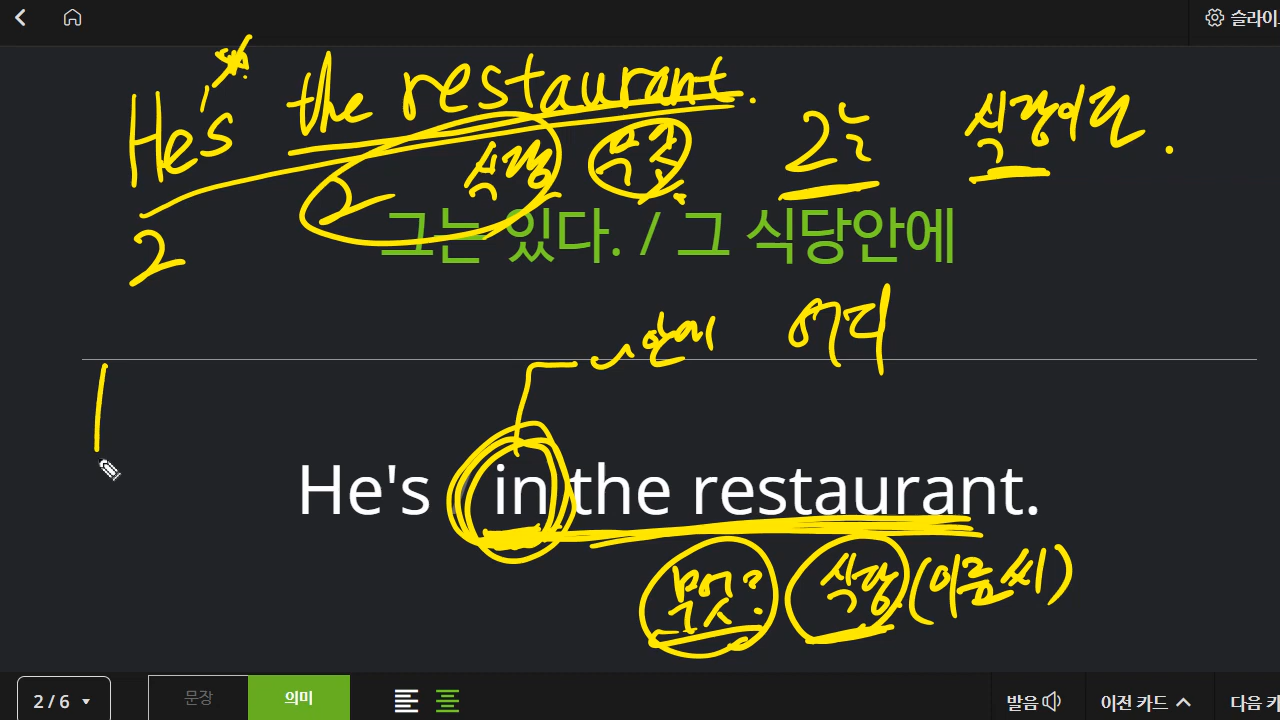 슬라이
He's the restaurant.
식당 무엇 그는 식당이다.
그
그는 있다. / 그 식당안에
그
~안에 어디
He's in the restaurant.
무엇? 식당 (이름씨)
2 / 6 문장 의미 발음 이전 카드 다음 카